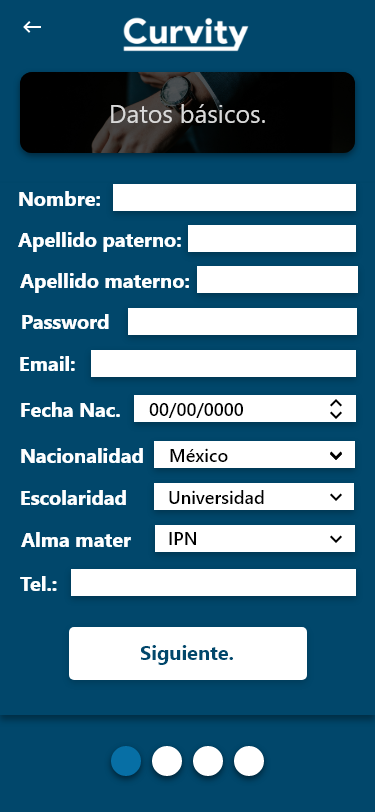 Curvity
Datos básicos.
Nombre:
Apellido paterno:
Apellido materno:
Password
Email:
Fecha Nac. 00/00/0000
Nacionalidad México
Escolaridad Universidad
Alma mater IPN
Tel.:
Siguiente.